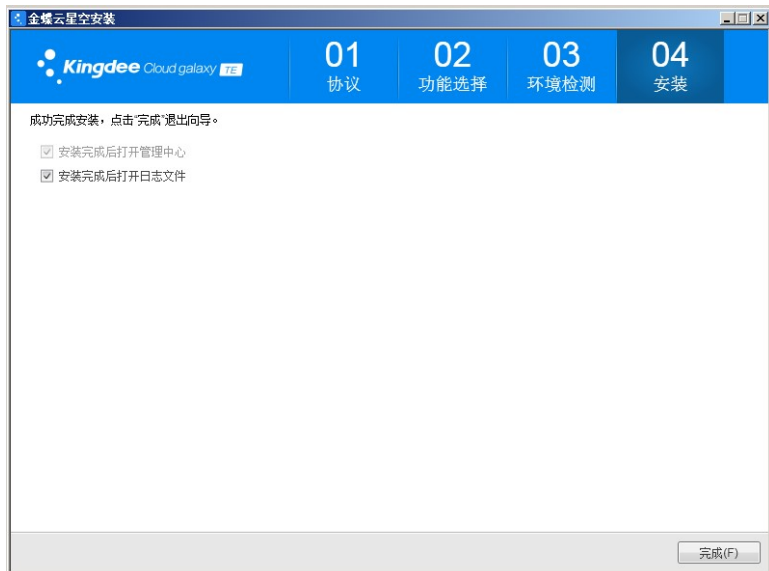 金蝶云星空安装
Kingdee Cloud galaxy TE
01 02 03 04
协议 功能选择 环境检测 安装
成功完成安装，点击“完成”退出向导。
安装完成后打开管理中心
安装完成后打开日志文件
完成(F)